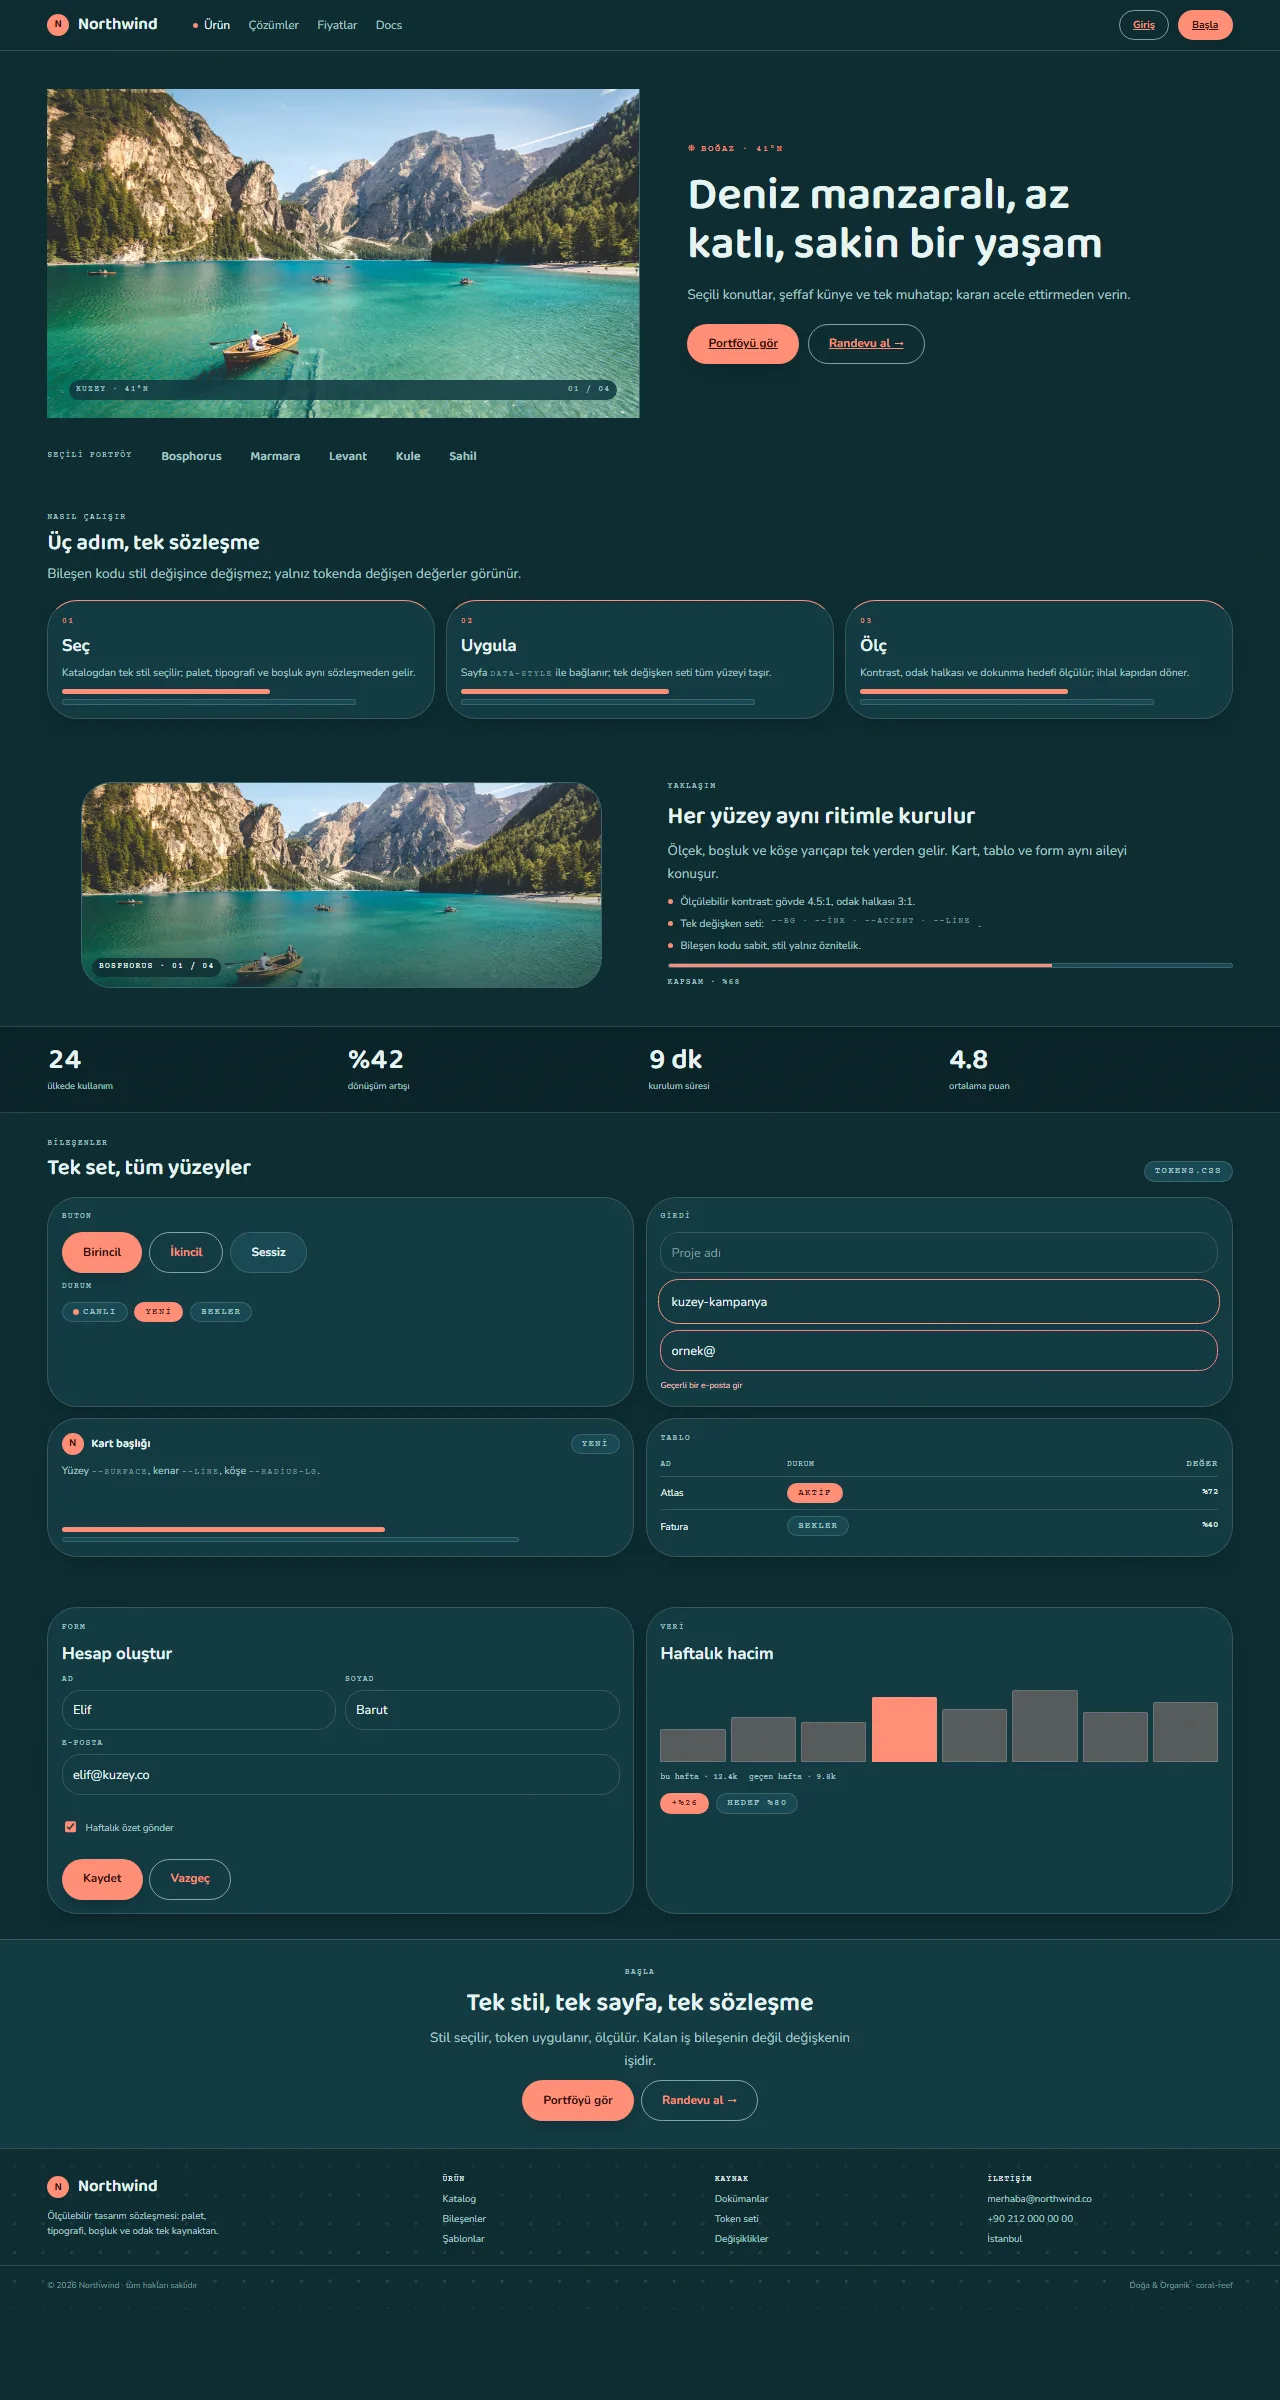 N Northwind
Ürün Çözümler Fiyatlar Docs
Giriş Başla
BOĞAZ · 41°N
Deniz manzaralı, az
katlı, sakin bir yaşam
Seçili konutlar, şeffaf künye ve tek muhatap; kararı acele ettirmeden verin.
Portföyü gör Randevu al →
KUZEY · 41°N 01 / 04
SEÇİLİ PORTFÖY Bosphorus Marmara Levant Kule Sahil
NASIL ÇALIŞIR
Üç adım, tek sözleşme
Bileşen kodu stil değişince değişmez; yalnız tokenda değişen değerler görünür.
01
Seç
Katalogdan tek stil seçilir; palet, tipografi ve boşluk aynı sözleşmeden gelir.
02
Uygula
Sayfa DATA-STYLE ile bağlanır; tek değişken seti tüm yüzeyi taşır.
03
Ölç
Kontrast, odak halkası ve dokunma hedefi ölçülür; ihlal kapıdan döner.
BOSPHORUS · 01 / 04
YAKLAŞIM
Her yüzey aynı ritimle kurulur
Ölçek, boşluk ve köşe yarıçapı tek yerden gelir. Kart, tablo ve form aynı aileyi
konuşur.
Ölçülebilir kontrast: gövde 4.5:1, odak halkası 3:1.
Tek değişken seti: --BG · --İNK · --ACCENT · --LİNE .
Bileşen kodu sabit, stil yalnız öznitelik.
KAPSAM · %68
24
ülkede kullanım
%42
dönüşüm artışı
9 dk
kurulum süresi
4.8
ortalama puan
BİLEŞENLER
Tek set, tüm yüzeyler
TOKENS.CSS
BUTON
Birincil İkincil Sessiz
DURUM
CANLI YENİ BEKLER
GİRDİ
Proje adı
kuzey-kampanya
ornek@
Geçerli bir e-posta gir
N Kart başlığı YENİ
Yüzey --SURFACE, kenar --LİNE, köşe --RADİUS-LG.
TABLO
AD DURUM DEĞER
Atlas AKTİF %72
Fatura BEKLER %40
FORM
Hesap oluştur
AD SOYAD
Elif Barut
E-POSTA
elif@kuzey.co
Haftalık özet gönder
Kaydet Vazgeç
VERİ
Haftalık hacim
bu hafta · 12.4k geçen hafta · 9.8k
+%26 HEDEF %80
BAŞLA
Tek stil, tek sayfa, tek sözleşme
Stil seçilir, token uygulanır, ölçülür. Kalan iş bileşenin değil değişkenin
işidir.
Portföyü gör Randevu al →
N Northwind
Ölçülebilir tasarım sözleşmesi: palet,
tipografi, boşluk ve odak tek kaynaktan.
ÜRÜN
Katalog
Bileşenler
Şablonlar
KAYNAK
Dokümanlar
Token seti
Değişiklikler
İLETİŞİM
merhaba@northwind.co
+90 212 000 00 00
İstanbul
© 2026 Northwind · tüm hakları saklıdır
Doğa & Organik · coral-reef